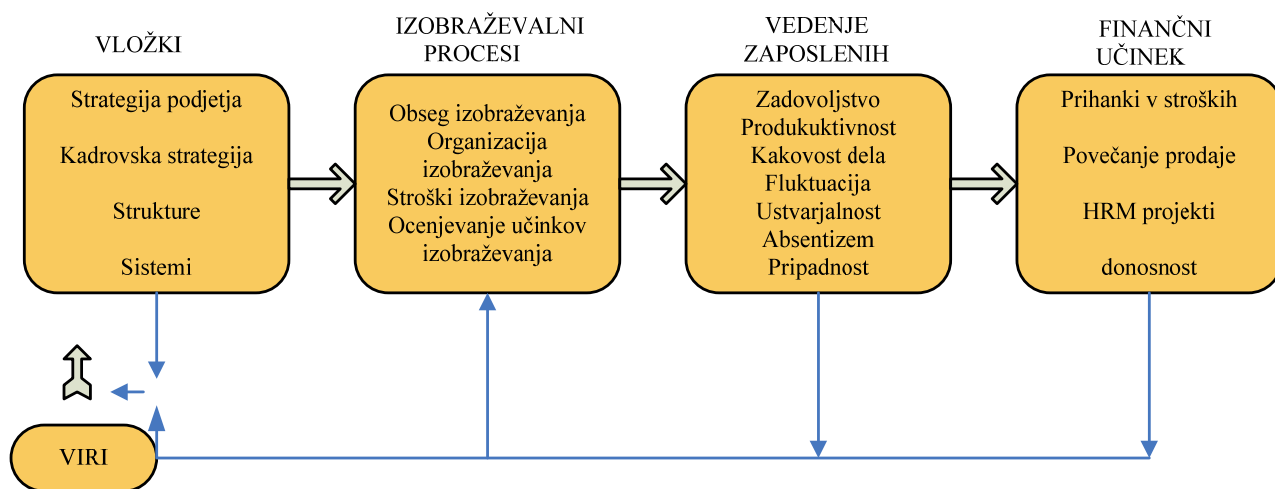 VLOŽKI
Strategija podjetja
Kadrovska strategija
Strukture
Sistemi
IZOBRAŽEVALNI
PROCESI
Obseg izobraževanja
Organizacija
izobraževanja
Stroški izobraževanja
Ocenjevanje učinkov
izobraževanja
VEDENJE
ZAPOSLENIH
Zadovoljstvo
Produkuktivnost
Kakovost dela
Fluktuacija
Ustvarjalnost
Absentizem
Pripadnost
FINANČNI
UČINEK
Prihanki v stroških
Povečanje prodaje
HRM projekti
donosnost
VIRI